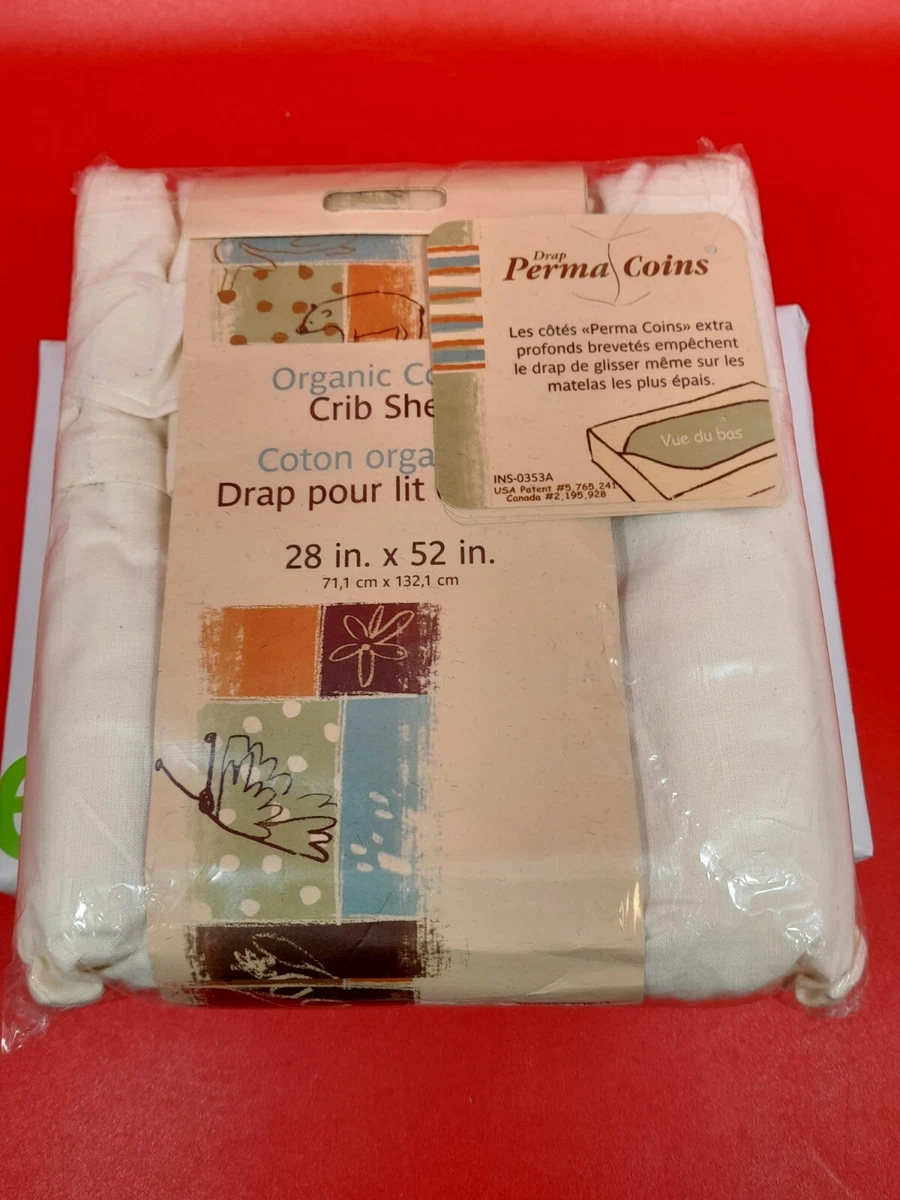 Drap
Perma Coins®
Les côtés «Perma Coins» extra
profonds brevetés empêchent
le drap de glisser même sur les
matelas les plus épais.
Vue du bas
INS-0353A
USA Patent #5,765,241
Canada #2,195,928
Organic Co
Crib She
Coton orga
Drap pour lit
28 in. x 52 in.
71,1 cm x 132,1 cm
e